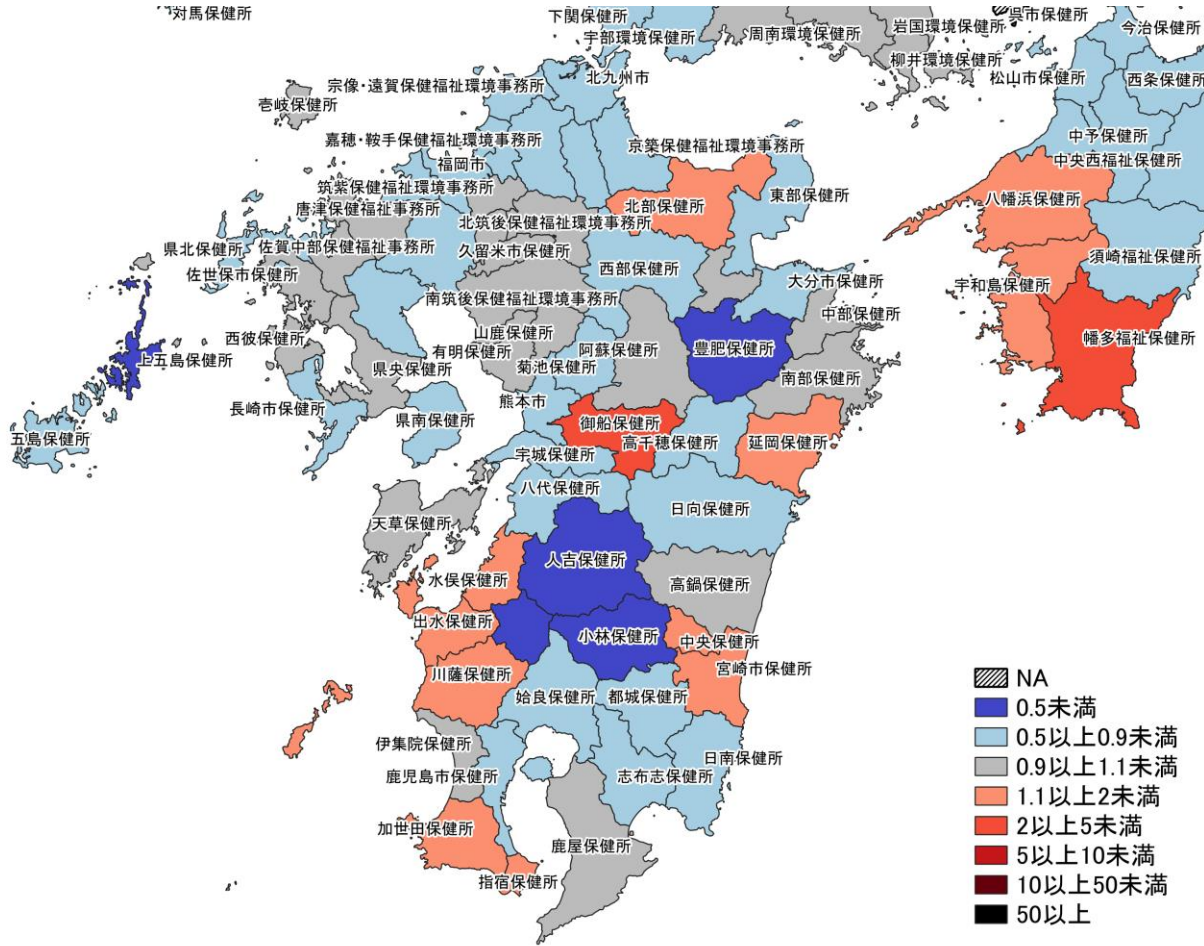 対馬保健所
下関保健所
宇部環境保健所
周南環境保健所
岩国環境保健所
呉市保健所
今治保健所
柳井環境保健所
松山市保健所
西条保健所
宗像・遠賀保健福祉環境事務所
北九州市
壱岐保健所
嘉穂・鞍手保健福祉環境事務所
京築保健福祉環境事務所
中予保健所
福岡市
中央西福祉保健所
筑紫保健福祉環境事務所
東部保健所
八幡浜保健所
唐津保健福祉事務所
北部保健所
北筑後保健福祉環境事務所
県北保健所
佐賀中部保健福祉事務所
久留米市保健所
西部保健所
須崎福祉保健所
佐世保市保健所
大分市保健所
宇和島保健所
南筑後保健福祉環境事務所
中部保健所
西彼保健所
山鹿保健所
幡多福祉保健所
上五島保健所
有明保健所
阿蘇保健所
豊肥保健所
県央保健所
菊池保健所
南部保健所
長崎市保健所
熊本市
県南保健所
御船保健所
五島保健所
高千穂保健所
延岡保健所
宇城保健所
八代保健所
日向保健所
天草保健所
人吉保健所
水俣保健所
高鍋保健所
出水保健所
小林保健所
中央保健所
川薩保健所
宮崎市保健所
姶良保健所
都城保健所
伊集院保健所
日南保健所
鹿児島市保健所
志布志保健所
加世田保健所
鹿屋保健所
指宿保健所
NA
0.5未満
0.5以上0.9未満
0.9以上1.1未満
1.1以上2未満
2以上5未満
5以上10未満
10以上50未満
50以上